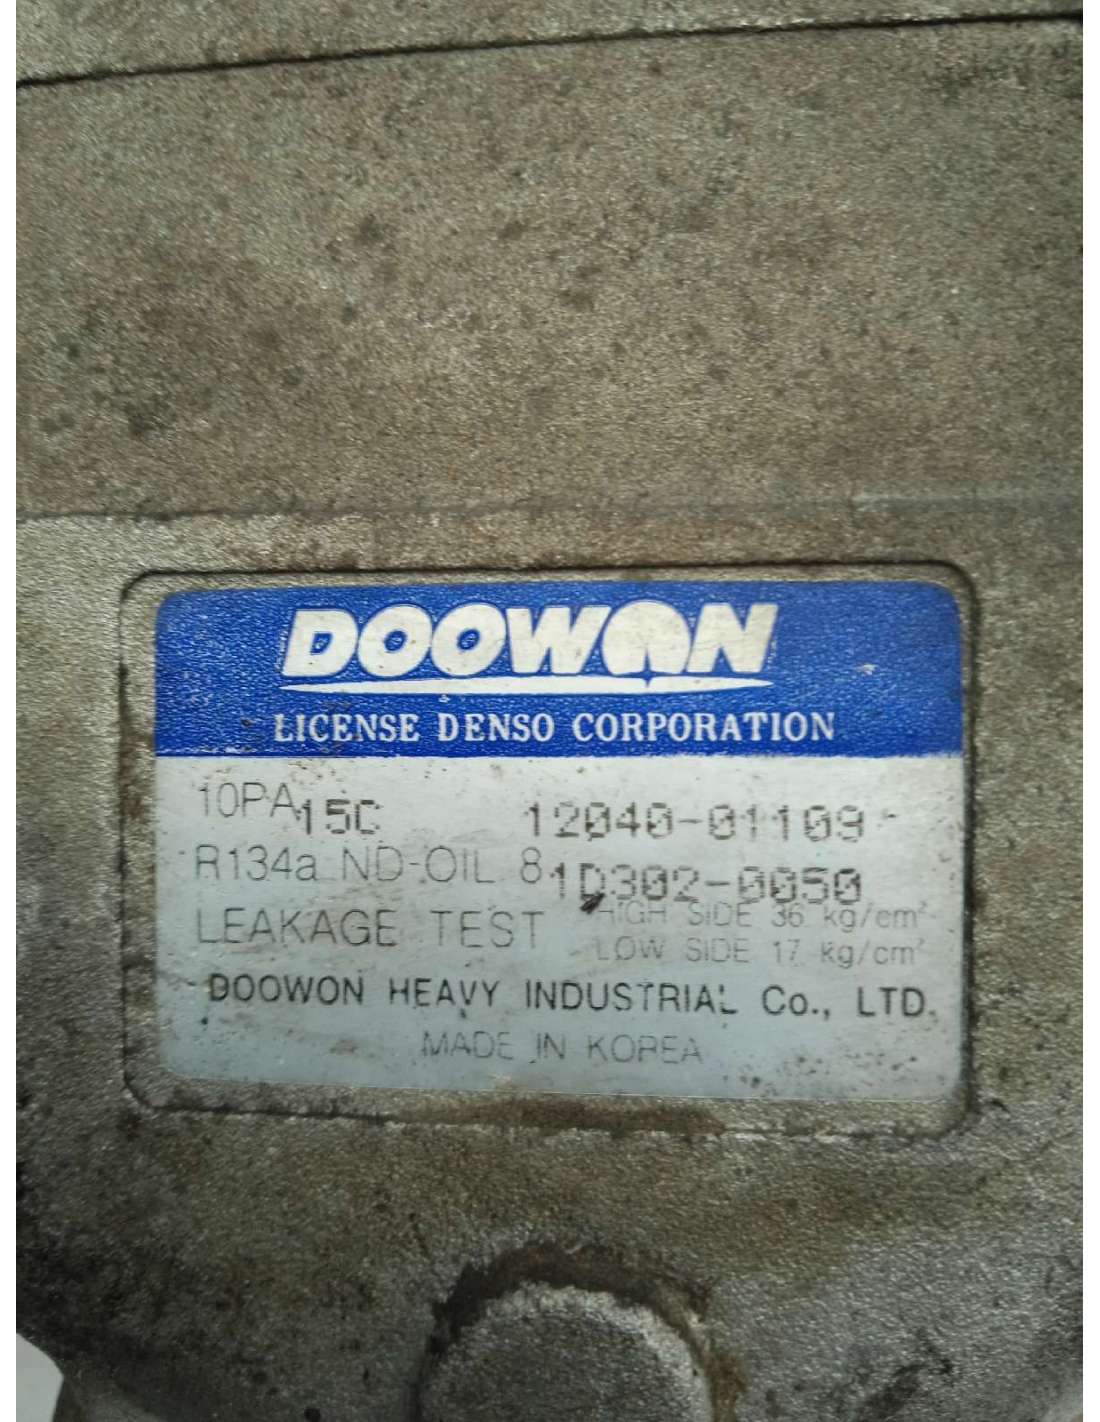 DOOWON
LICENSE DENSO CORPORATION
10PA15C 12040-01109
R134a ND-OIL 8 1D302-0050
LEAKAGE TEST HIGH SIDE 36 kg/cm²
LOW SIDE 17 kg/cm²
DOOWON HEAVY INDUSTRIAL Co., LTD.
MADE IN KOREA